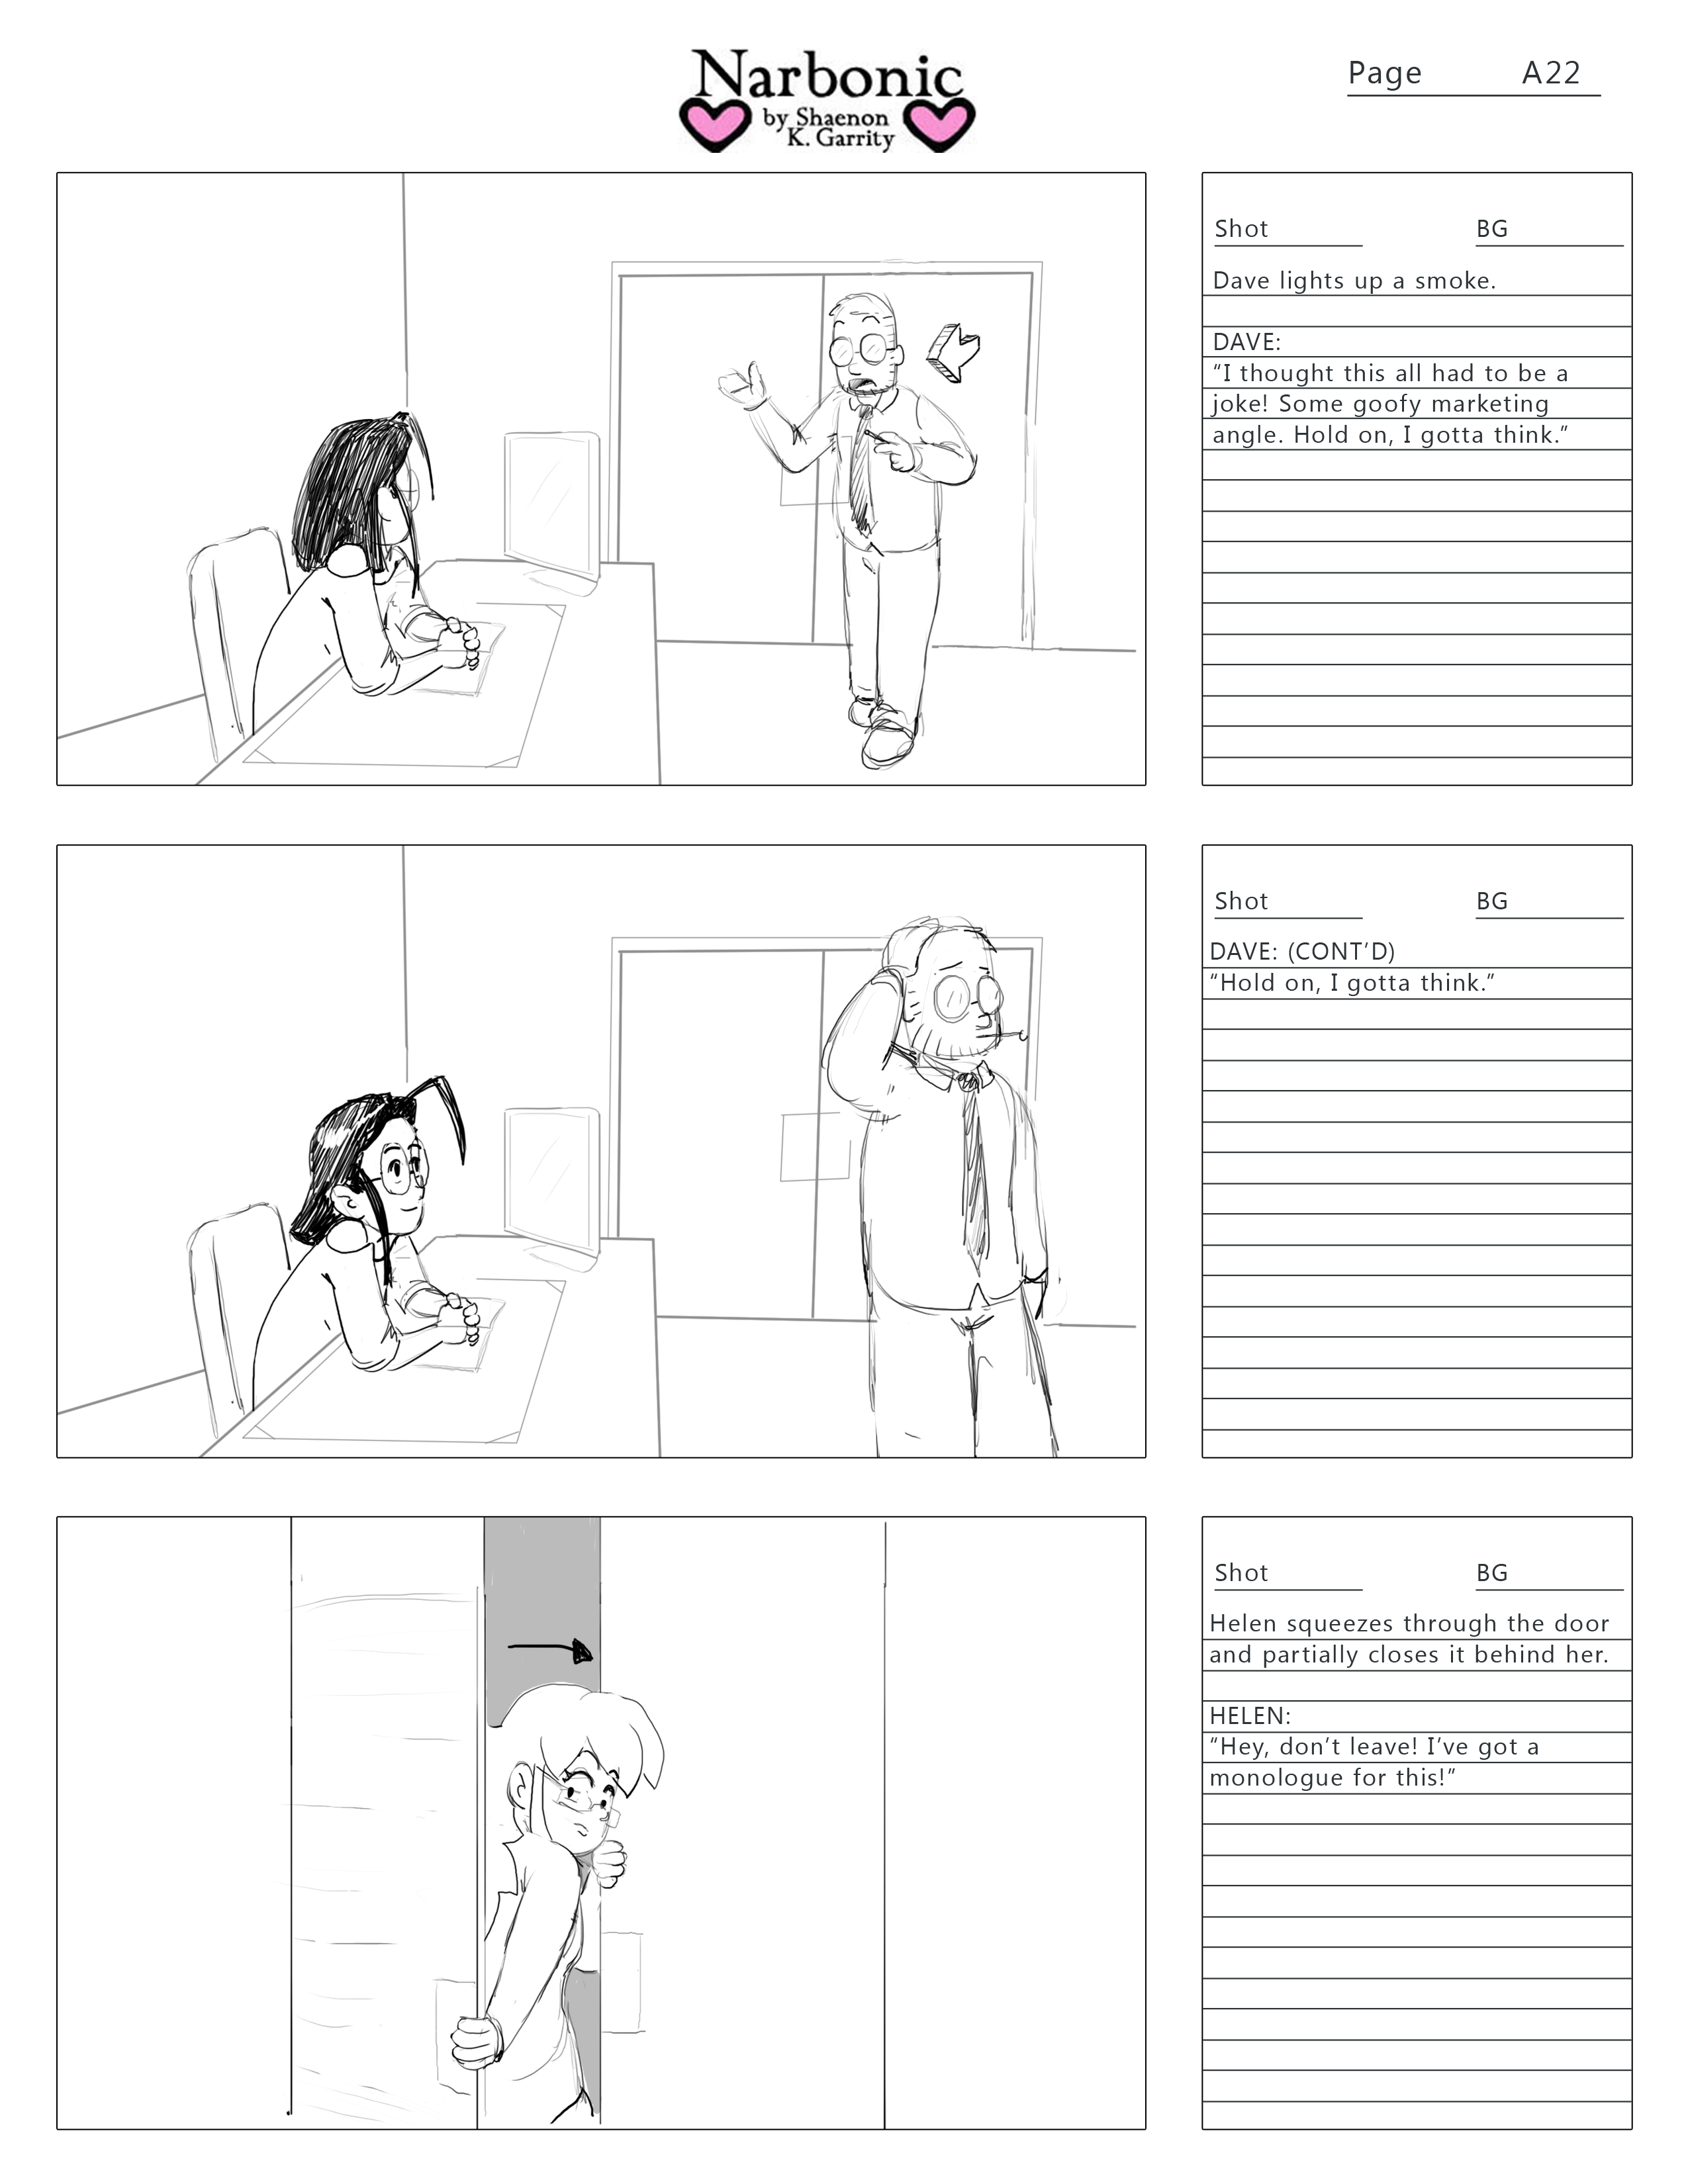 Narbonic
by Shaenon
K. Garrity
Page A22
Shot BG
Dave lights up a smoke.
DAVE:
“I thought this all had to be a
joke! Some goofy marketing
angle. Hold on, I gotta think.”
Shot BG
DAVE: (CONT’D)
“Hold on, I gotta think.”
Shot BG
Helen squeezes through the door
and partially closes it behind her.
HELEN:
“Hey, don’t leave! I’ve got a
monologue for this!”